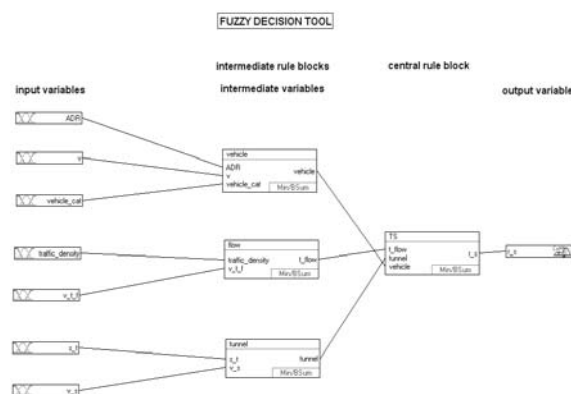 FUZZY DECISION TOOL
intermediate rule blocks
central rule block
input variables
intermediate variables
output variable
ADR
v
vehicle_cat
traffic_density
v_t_f
s_t
v_s
vehicle
ADR
v
vehicle_cat
vehicle
Min/BSum
flow
traffic_density
v_t_f
t_flow
Min/BSum
tunnel
s_t
v_s
tunnel
Min/BSum
TS
t_flow
tunnel
vehicle
t_s
Min/BSum
t_s